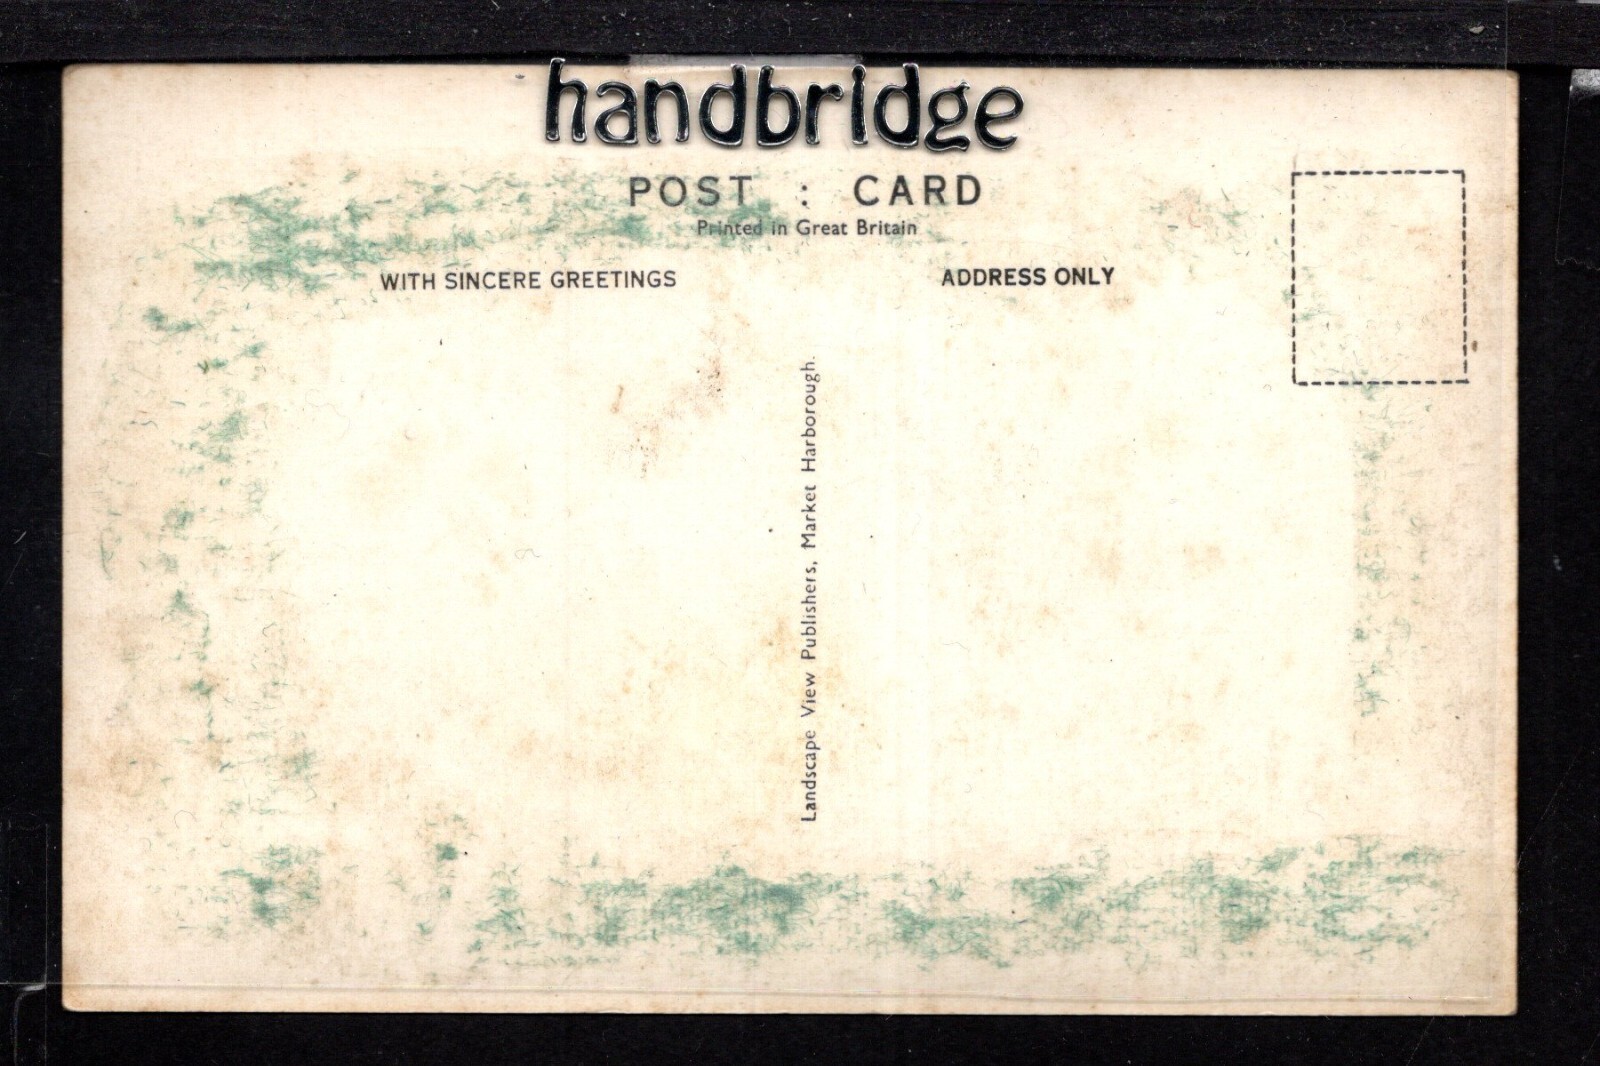 handbridge
POST : CARD
Printed in Great Britain
WITH SINCERE GREETINGS
ADDRESS ONLY
Landscape View Publishers, Market Harborough.